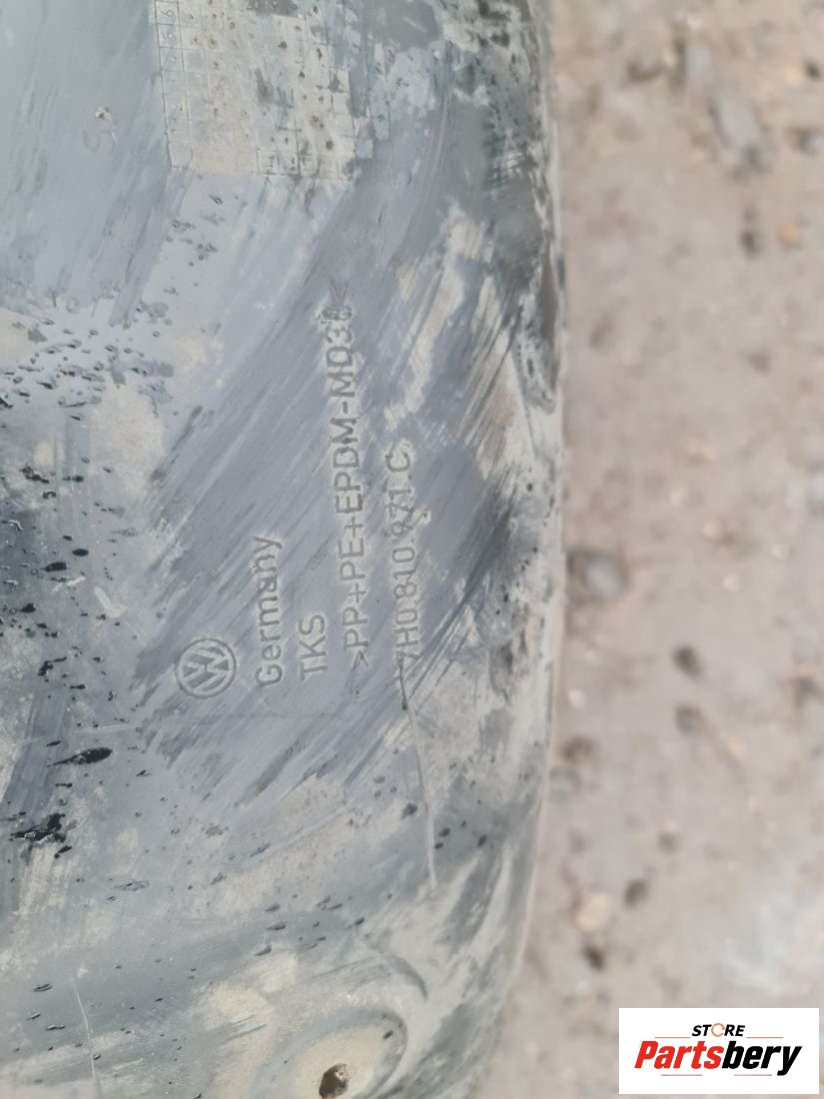 Germany
TKS
>PP+PE+EPDM-MD30<
7H0.810.971.C
STORE
Partsbery